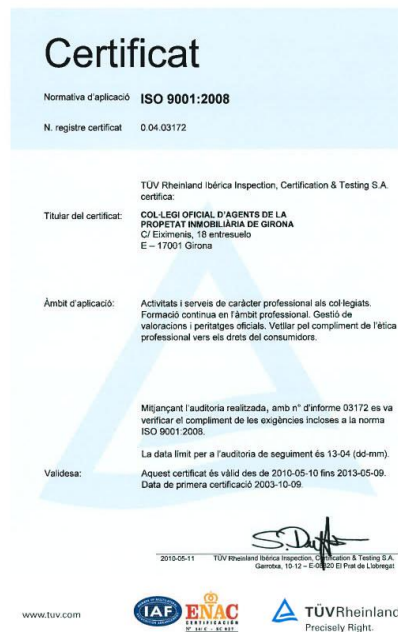 Certificat
Normativa d'aplicació ISO 9001:2008
N. registre certificat 0.04.03172
TÜV Rheinland Ibérica Inspection, Certification & Testing S.A.
certifica:
Titular del certificat: COL·LEGI OFICIAL D'AGENTS DE LA
PROPETAT INMOBILIÀRIA DE GIRONA
C/ Eiximenis, 18 entresuelo
E – 17001 Girona
Àmbit d'aplicació: Activitats i serveis de caràcter professional als col·legiats.
Formació continua en l'àmbit professional. Gestió de
valoracions i peritatges oficials. Vetllar pel compliment de l'ètica
professional vers els drets del consumidors.
Mitjançant l'auditoria realitzada, amb n° d'informe 03172 es va
verificar el compliment de les exigències incloses a la norma
ISO 9001:2008.
La data límit per a l'auditoria de seguiment és 13-04 (dd-mm).
Validesa: Aquest certificat és vàlid des de 2010-05-10 fins 2013-05-09.
Data de primera certificació 2003-10-09.
2010-05-11 TÜV Rheinland Ibérica Inspection, Certification & Testing S.A.
Garrotxa, 10-12 – E-08820 El Prat de Llobregat
www.tuv.com
IAF
ENAC
CERTIFICACIÓN
TÜVRheinland
Precisely Right.